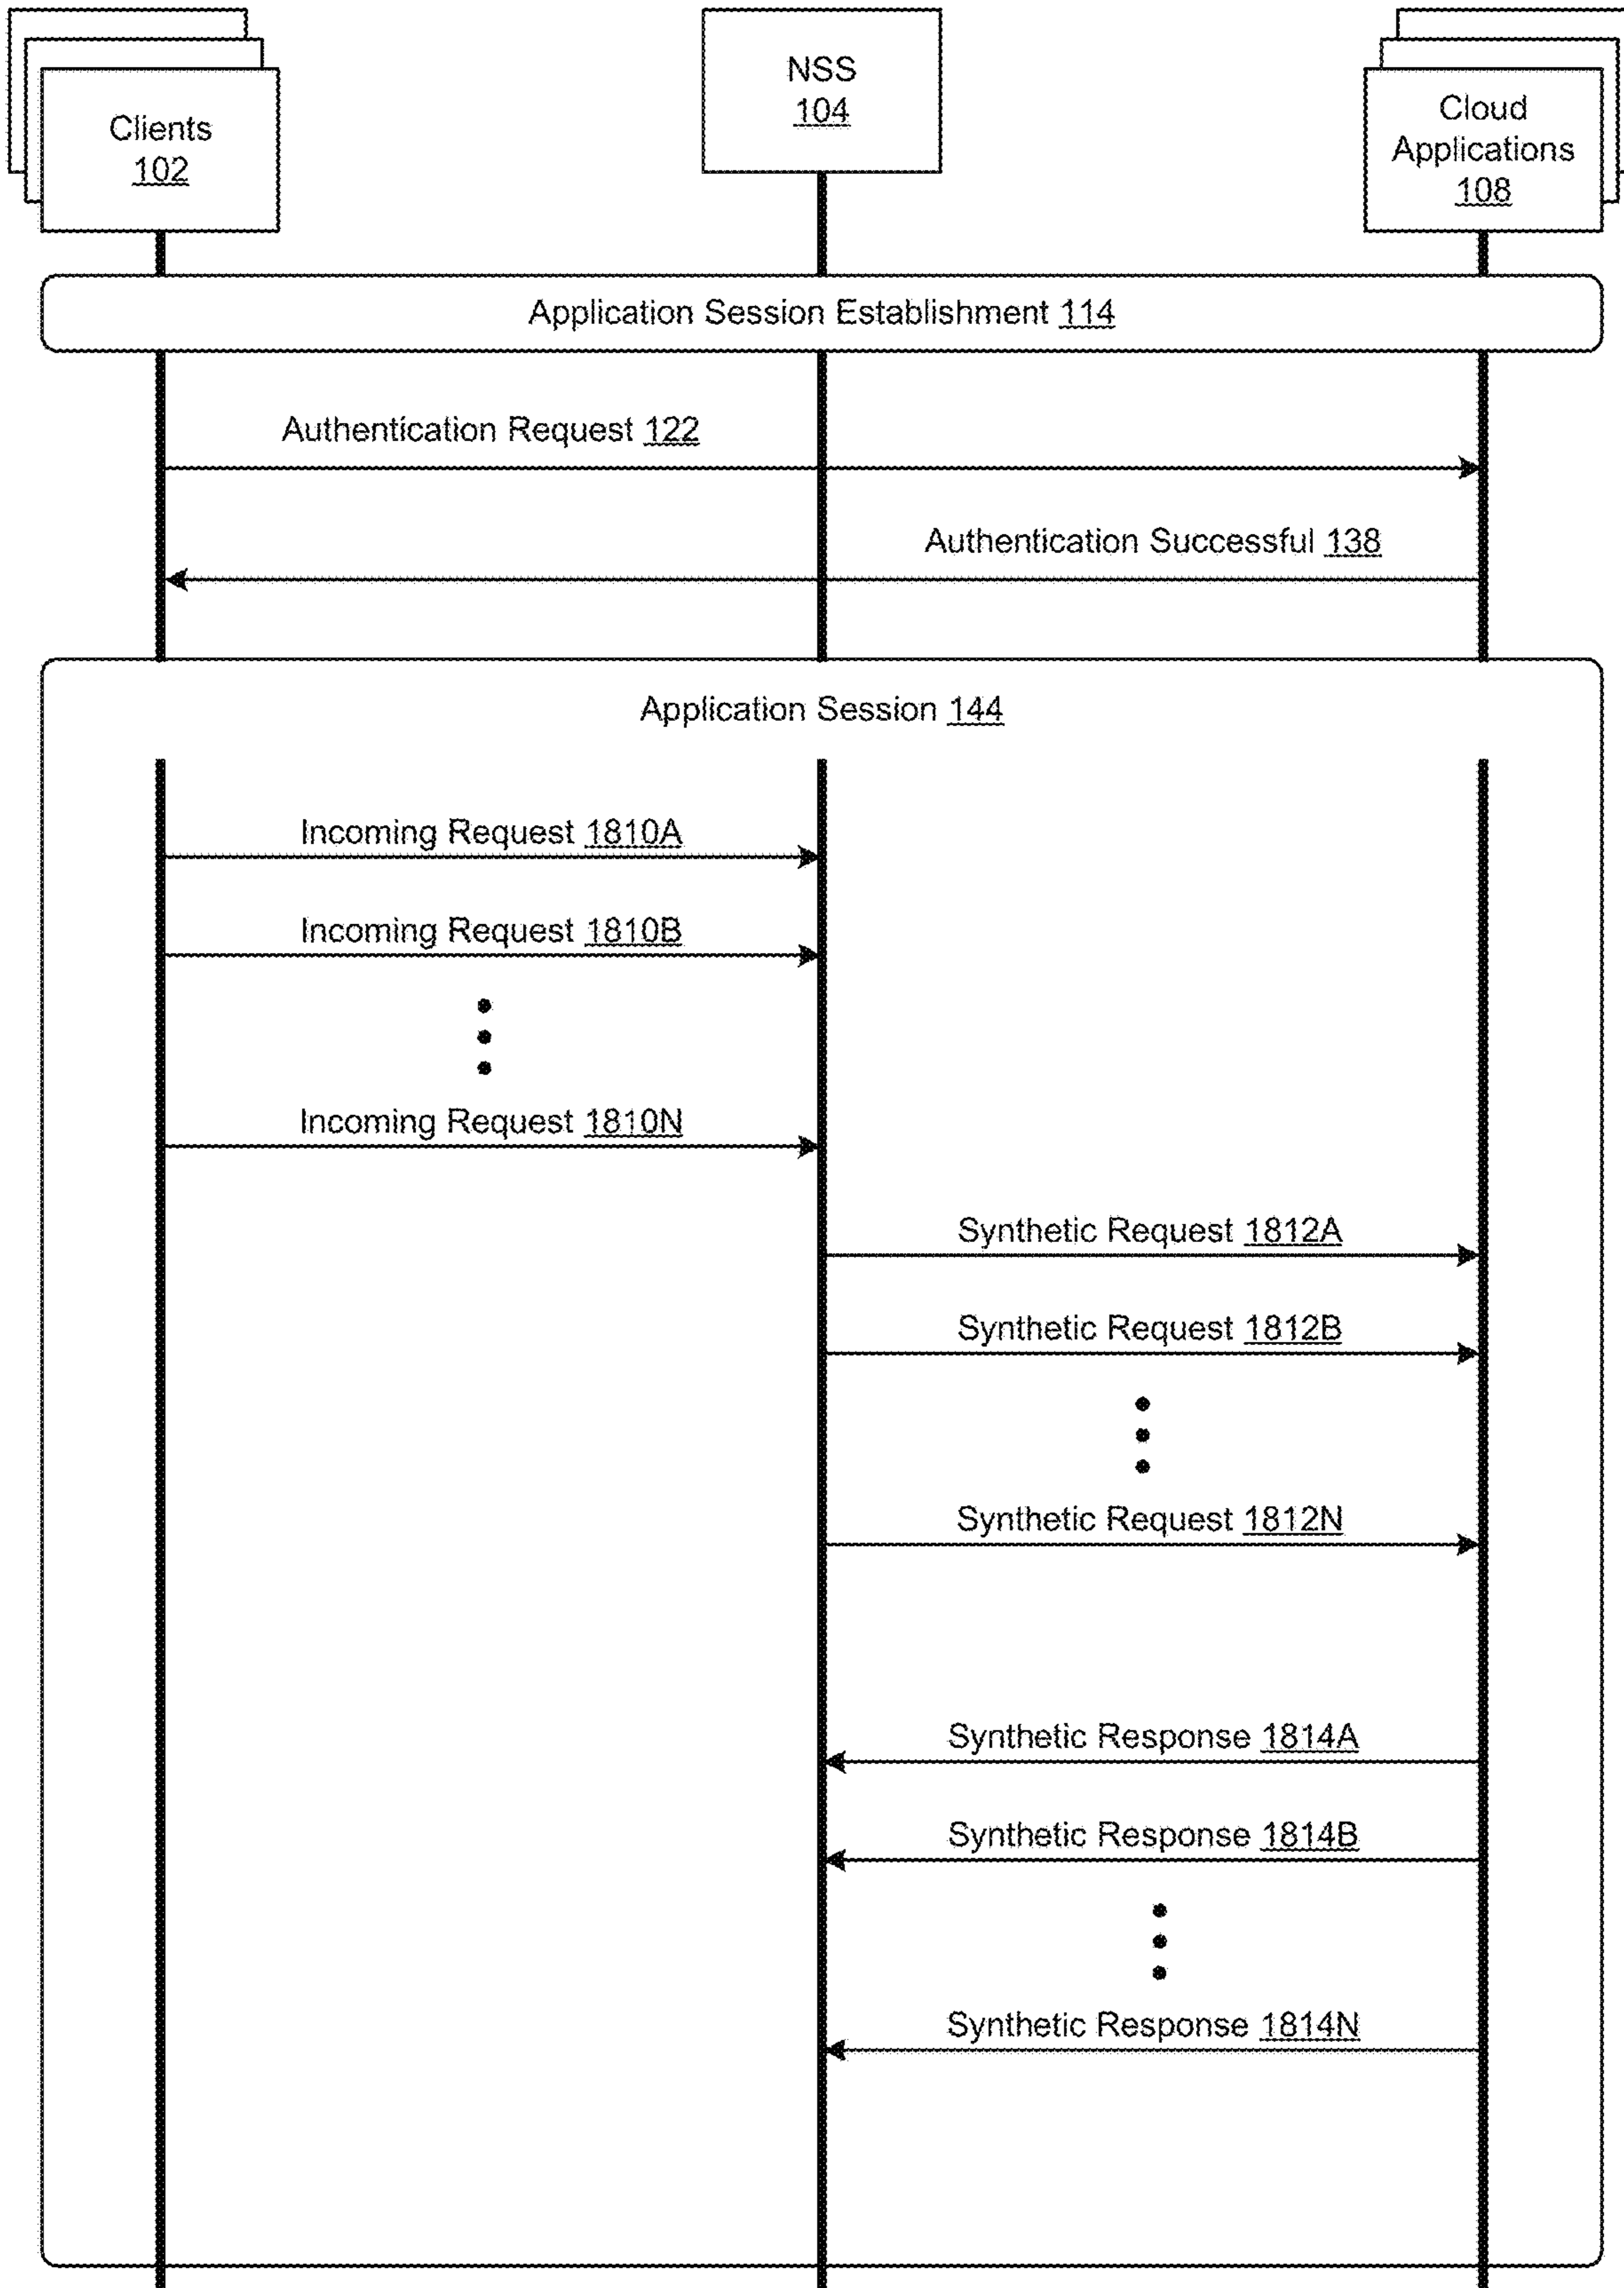 Clients
102
NSS
104
Cloud
Applications
108
Application Session Establishment 114
Authentication Request 122
Authentication Successful 138
Application Session 144
Incoming Request 1810A
Incoming Request 1810B
Incoming Request 1810N
Synthetic Request 1812A
Synthetic Request 1812B
Synthetic Request 1812N
Synthetic Response 1814A
Synthetic Response 1814B
Synthetic Response 1814N